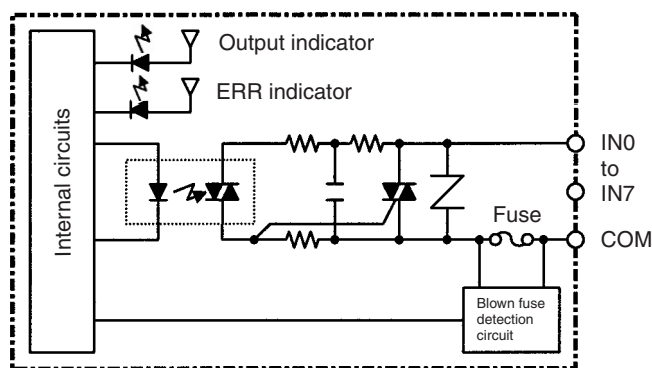 Output indicator
ERR indicator
Internal circuits
IN0
to
IN7
Fuse
COM
Blown fuse
detection
circuit